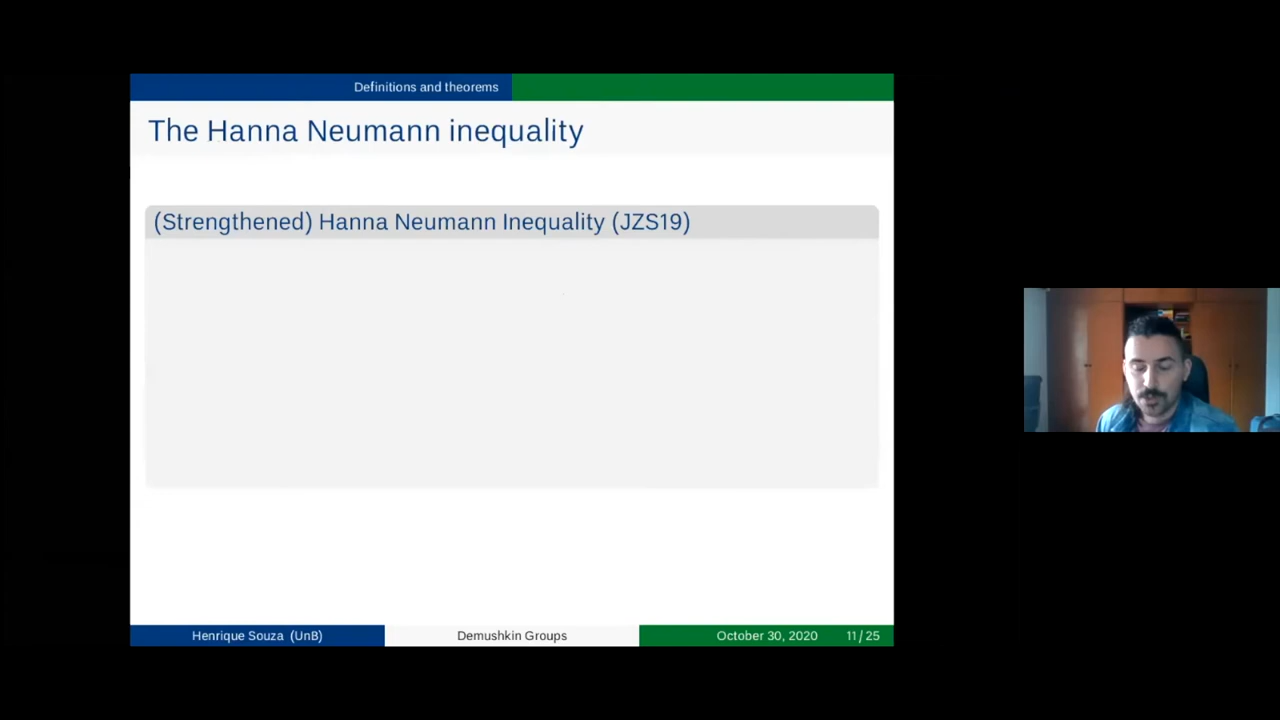 Definitions and theorems
The Hanna Neumann inequality
(Strengthened) Hanna Neumann Inequality (JZS19)
Henrique Souza (UnB) Demushkin Groups October 30, 2020 11/25